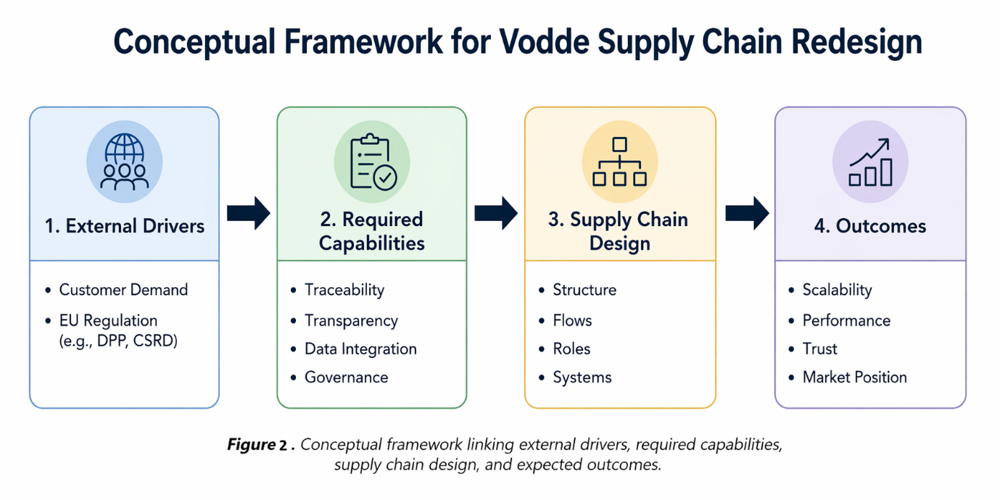 Conceptual Framework for Vodde Supply Chain Redesign
1. External Drivers
• Customer Demand
• EU Regulation
(e.g., DPP, CSRD)
2. Required
Capabilities
• Traceability
• Transparency
• Data Integration
• Governance
3. Supply Chain
Design
• Structure
• Flows
• Roles
• Systems
4. Outcomes
• Scalability
• Performance
• Trust
• Market Position
Figure 2 . Conceptual framework linking external drivers, required capabilities,
supply chain design, and expected outcomes.